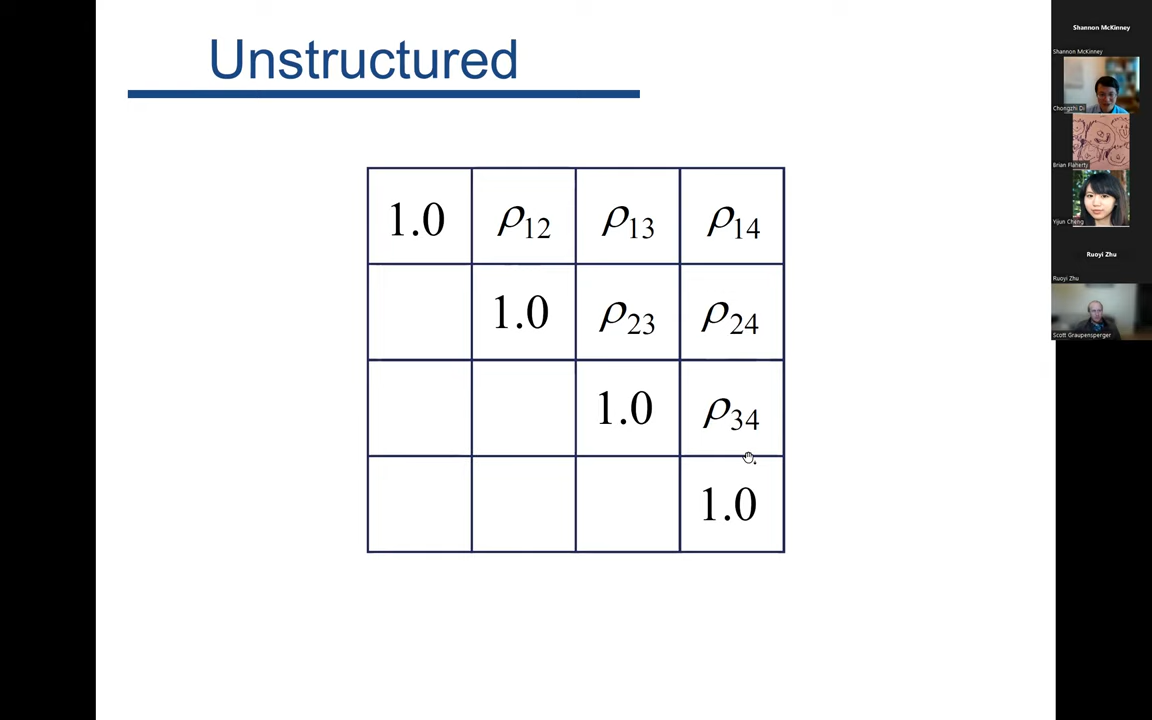 Unstructured
1.0 ρ12 ρ13 ρ14
1.0 ρ23 ρ24
1.0 ρ34
1.0
Shannon McKinney
Shannon McKinney
Chongzhi Di
Brian Flaherty
Yijun Cheng
Ruoyi Zhu
Ruoyi Zhu
Scott Graupensperger